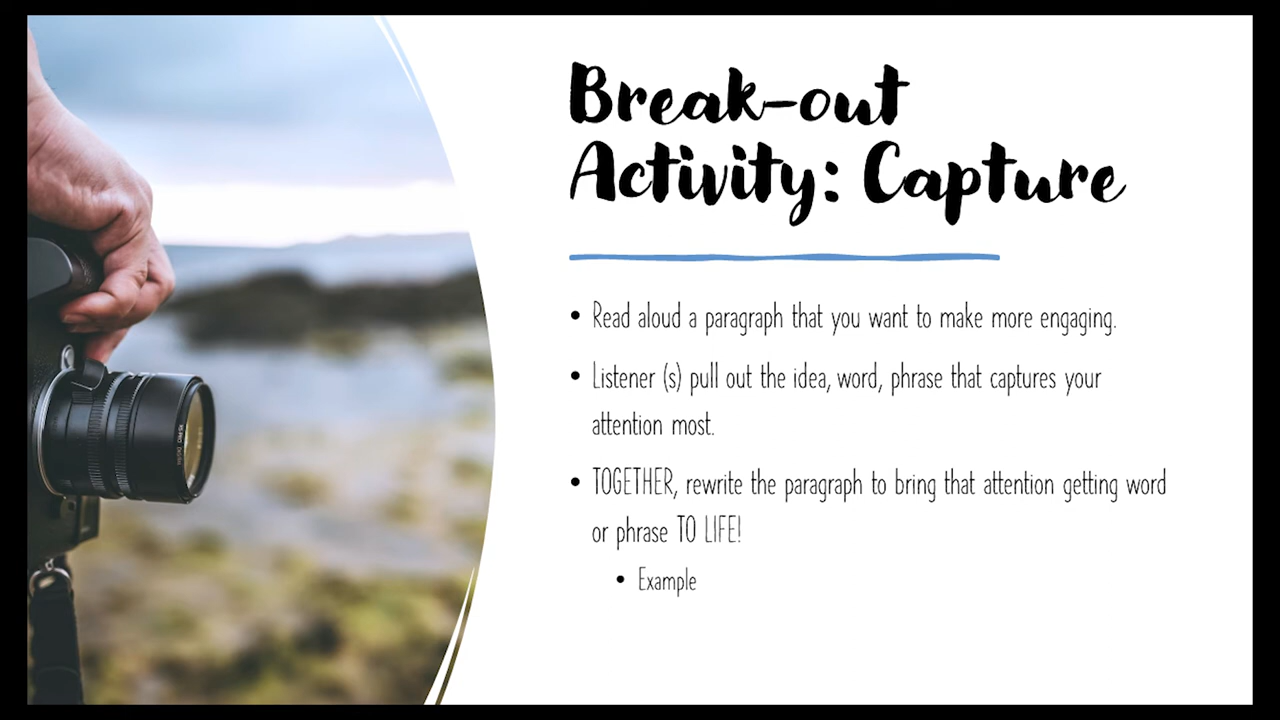 Break-out
Activity: Capture
• Read aloud a paragraph that you want to make more engaging.
• Listener (s) pull out the idea, word, phrase that captures your
attention most.
• TOGETHER, rewrite the paragraph to bring that attention getting word
or phrase TO LIFE!
• Example